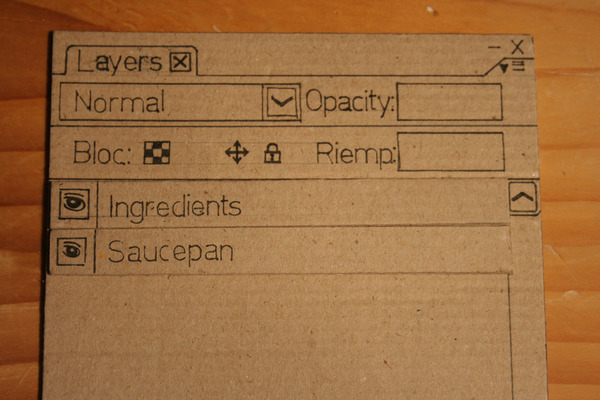 Layers
Normal Opacity:
Bloc: Riemp:
Ingredients
Saucepan